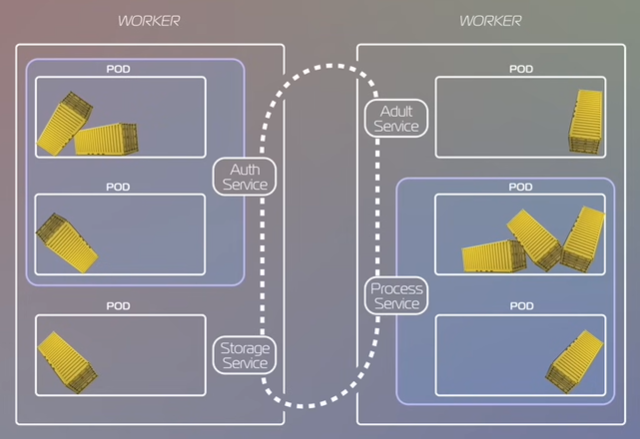 WORKER
POD
POD
POD
Auth
Service
Storage
Service
WORKER
POD
POD
POD
Adult
Service
Process
Service